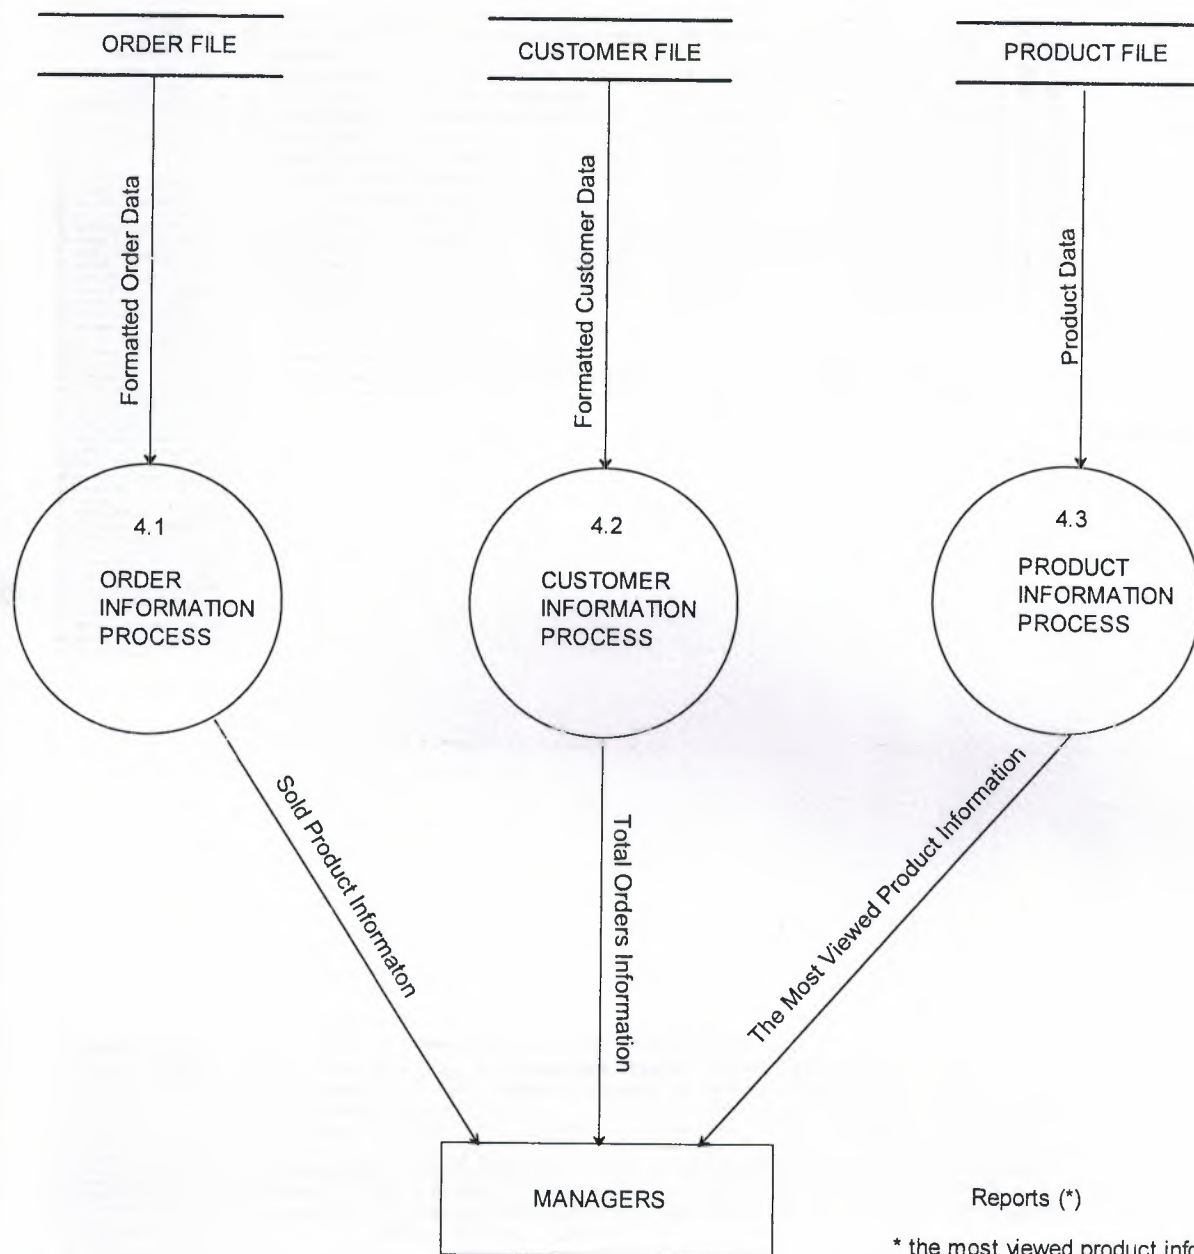 ORDER FILE
CUSTOMER FILE
PRODUCT FILE
Formatted Order Data
Formatted Customer Data
Product Data
4.1
ORDER
INFORMATION
PROCESS
4.2
CUSTOMER
INFORMATION
PROCESS
4.3
PRODUCT
INFORMATION
PROCESS
Sold Product Informaton
Total Orders Information
The Most Viewed Product Information
MANAGERS
Reports (*)
* the most viewed product